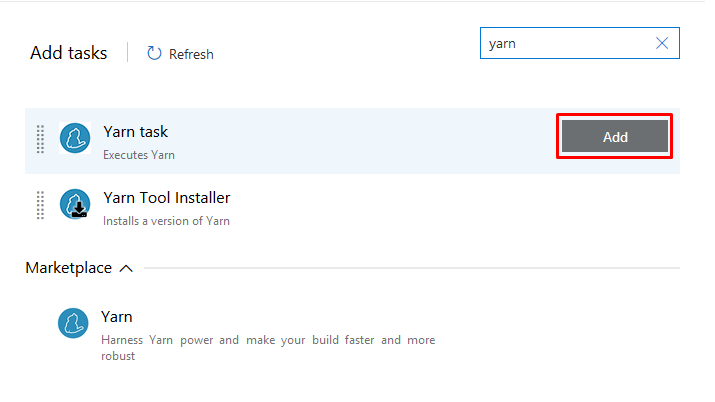 Add tasks
Refresh
yarn
Yarn task
Executes Yarn
Add
Yarn Tool Installer
Installs a version of Yarn
Marketplace
Yarn
Harness Yarn power and make your build faster and more
robust